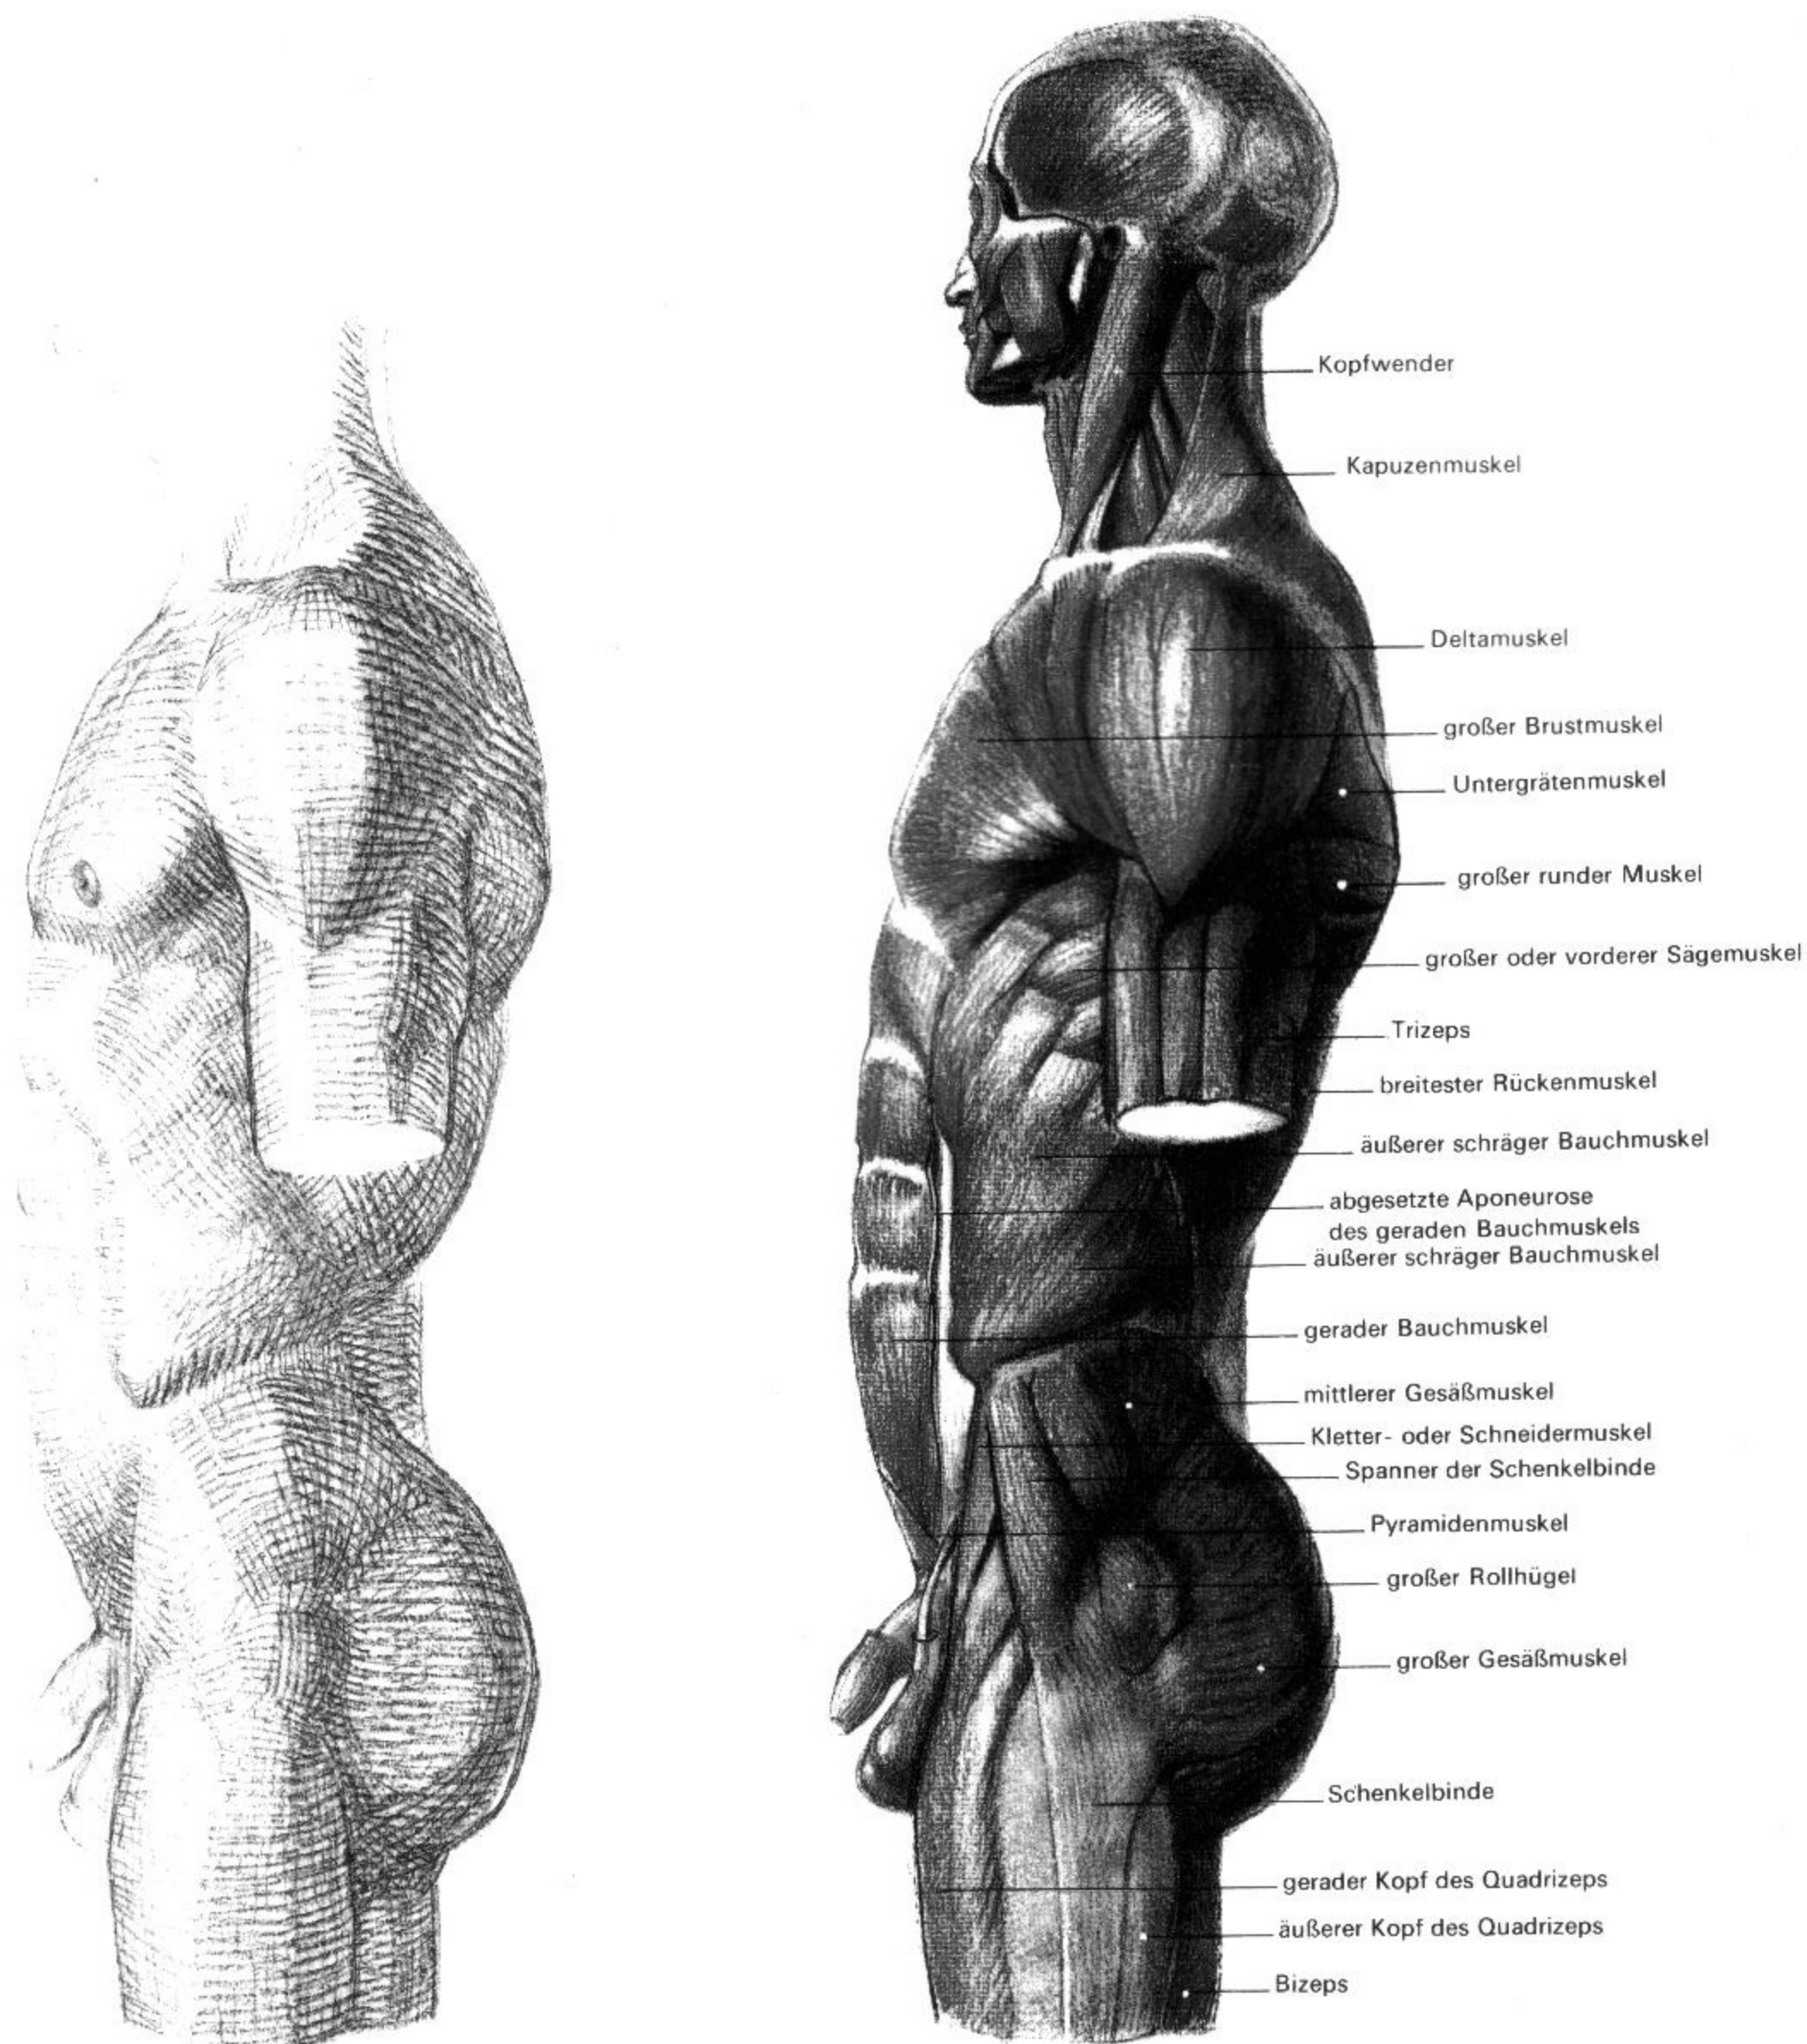 Kopfwender
Kapuzenmuskel
Deltamuskel
großer Brustmuskel
Untergrätenmuskel
großer runder Muskel
großer oder vorderer Sägemuskel
Trizeps
breitester Rückenmuskel
äußerer schräger Bauchmuskel
abgesetzte Aponeurose
des geraden Bauchmuskels
äußerer schräger Bauchmuskel
gerader Bauchmuskel
mittlerer Gesäßmuskel
Kletter- oder Schneidermuskel
Spanner der Schenkelbinde
Pyramidenmuskel
großer Rollhügel
großer Gesäßmuskel
Schenkelbinde
gerader Kopf des Quadrizeps
äußerer Kopf des Quadrizeps
Bizeps